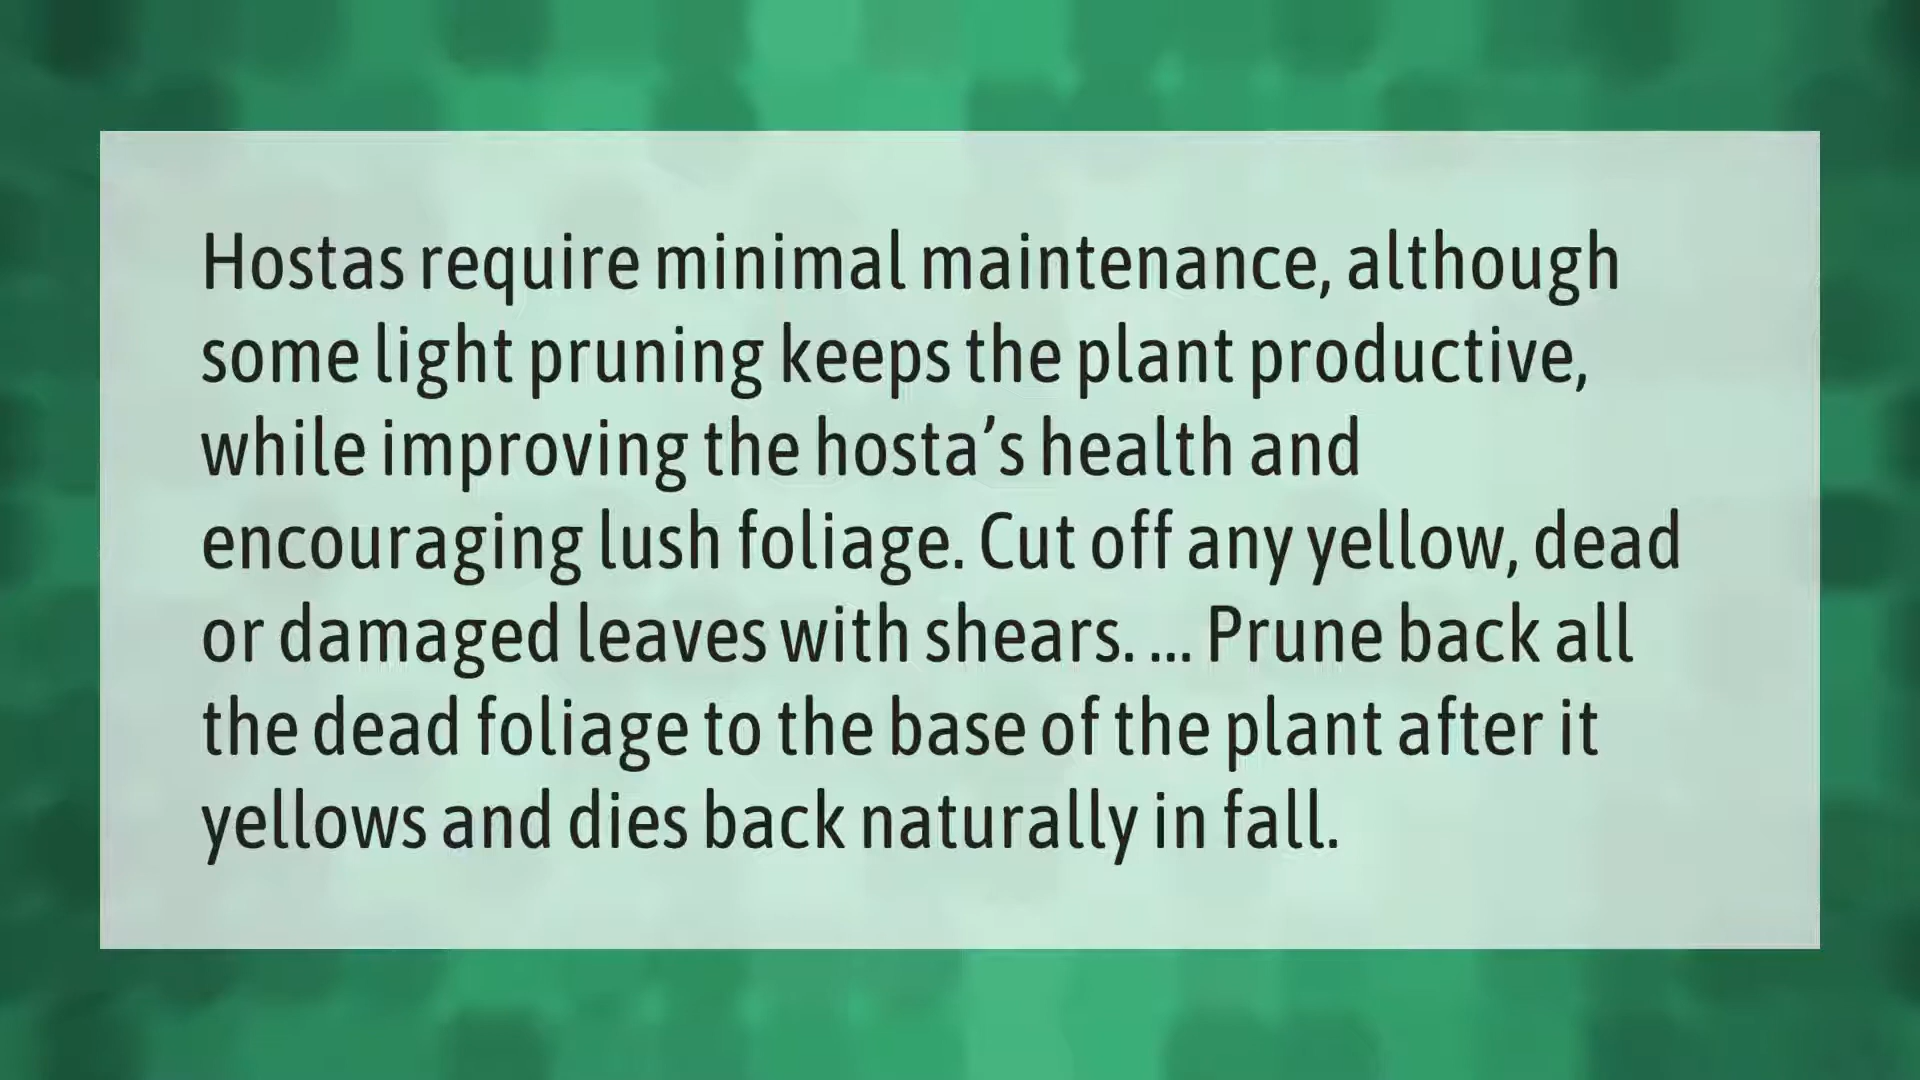 Hostas require minimal maintenance, although
some light pruning keeps the plant productive,
while improving the hosta’s health and
encouraging lush foliage. Cut off any yellow, dead
or damaged leaves with shears. ... Prune back all
the dead foliage to the base of the plant after it
yellows and dies back naturally in fall.